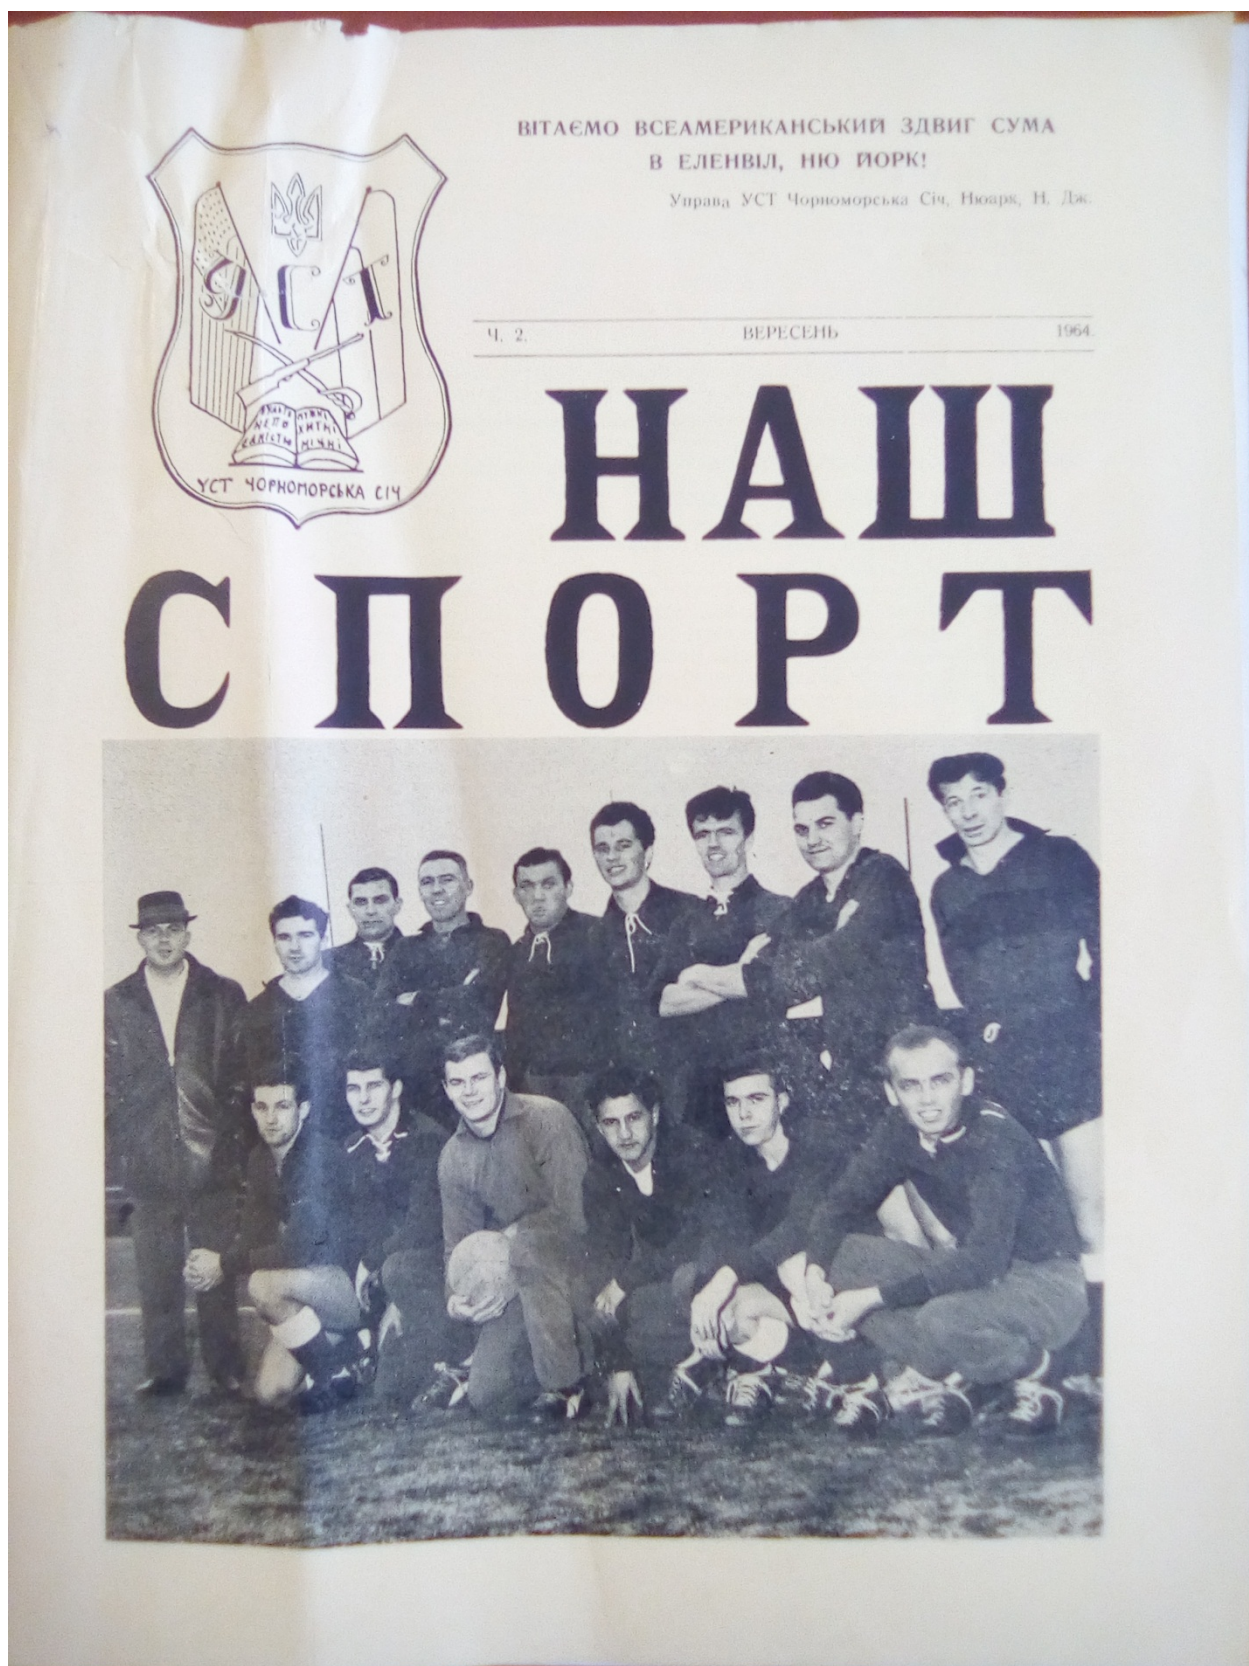 ВІТАЄМО ВСЕАМЕРИКАНСЬКИЙ ЗДВИГ СУМА
В ЕЛЕНВІЛ, НЮ ЙОРК!
Управа УСТ Чорноморська Січ, Нюарк, Н. Дж.
УСТ
УСТ ЧОРНОМОРСЬКА СІЧ
Ч. 2. ВЕРЕСЕНЬ 1964.
НАШ
СПОРТ